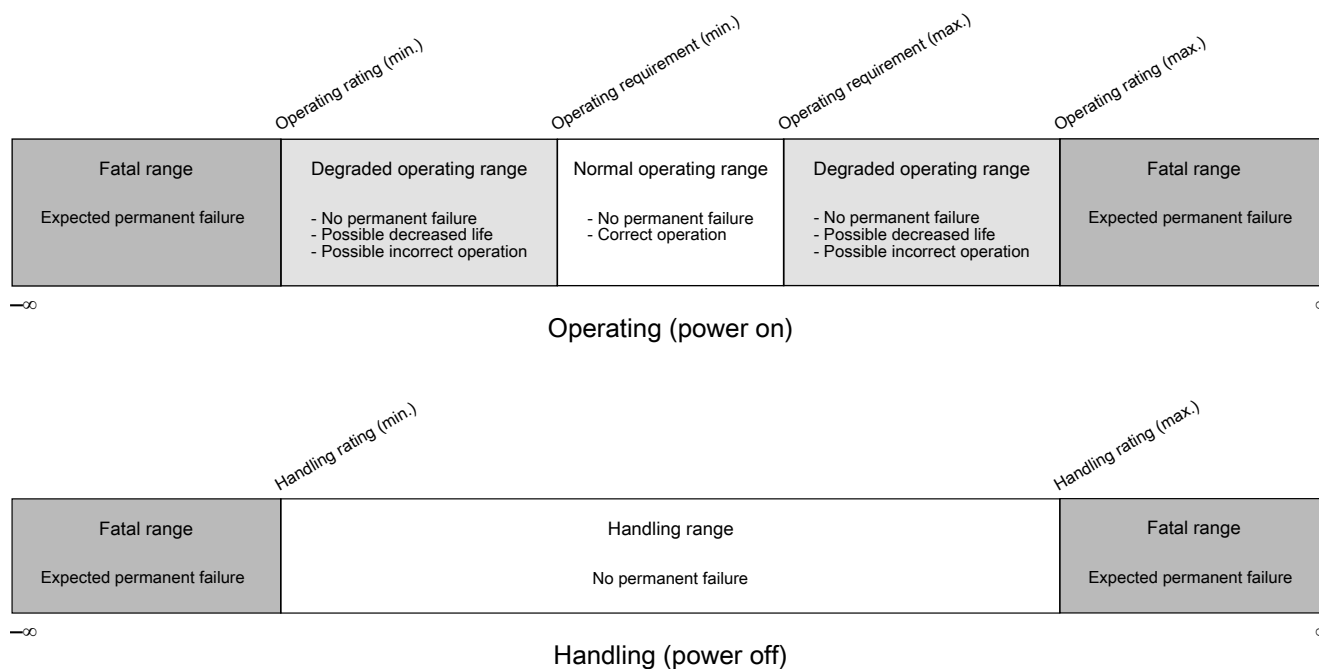 Operating rating (min.)
Operating requirement (min.)
Operating requirement (max.)
Operating rating (max.)
Fatal range
Degraded operating range
Normal operating range
Degraded operating range
Fatal range
Expected permanent failure
- No permanent failure
- Possible decreased life
- Possible incorrect operation
- No permanent failure
- Correct operation
- No permanent failure
- Possible decreased life
- Possible incorrect operation
Expected permanent failure
–∞
Operating (power on)
Handling rating (min.)
Handling rating (max.)
Fatal range
Handling range
Fatal range
Expected permanent failure
No permanent failure
Expected permanent failure
–∞
Handling (power off)